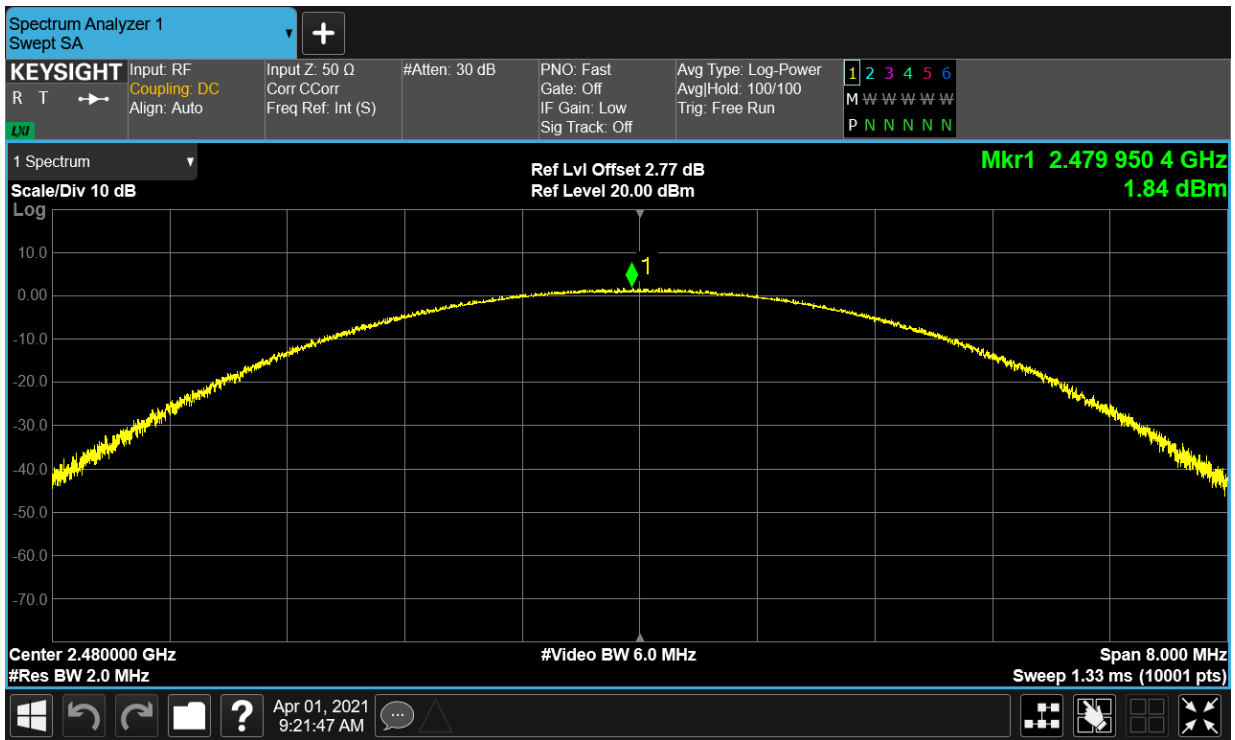 Spectrum Analyzer 1
Swept SA
▼
+
KEYSIGHT
R T
LXI
Input: RF
Coupling: DC
Align: Auto
Input Z: 50 Ω
Corr CCorr
Freq Ref: Int (S)
#Atten: 30 dB
PNO: Fast
Gate: Off
IF Gain: Low
Sig Track: Off
Avg Type: Log-Power
Avg|Hold: 100/100
Trig: Free Run
1 2 3 4 5 6
M W W W W W
P N N N N N
1 Spectrum ▼
Scale/Div 10 dB
Log
Ref Lvl Offset 2.77 dB
Ref Level 20.00 dBm
Mkr1 2.479 950 4 GHz
1.84 dBm
1
10.0
0.00
-10.0
-20.0
-30.0
-40.0
-50.0
-60.0
-70.0
Center 2.480000 GHz
#Res BW 2.0 MHz
#Video BW 6.0 MHz
Span 8.000 MHz
Sweep 1.33 ms (10001 pts)
?
Apr 01, 2021
9:21:47 AM